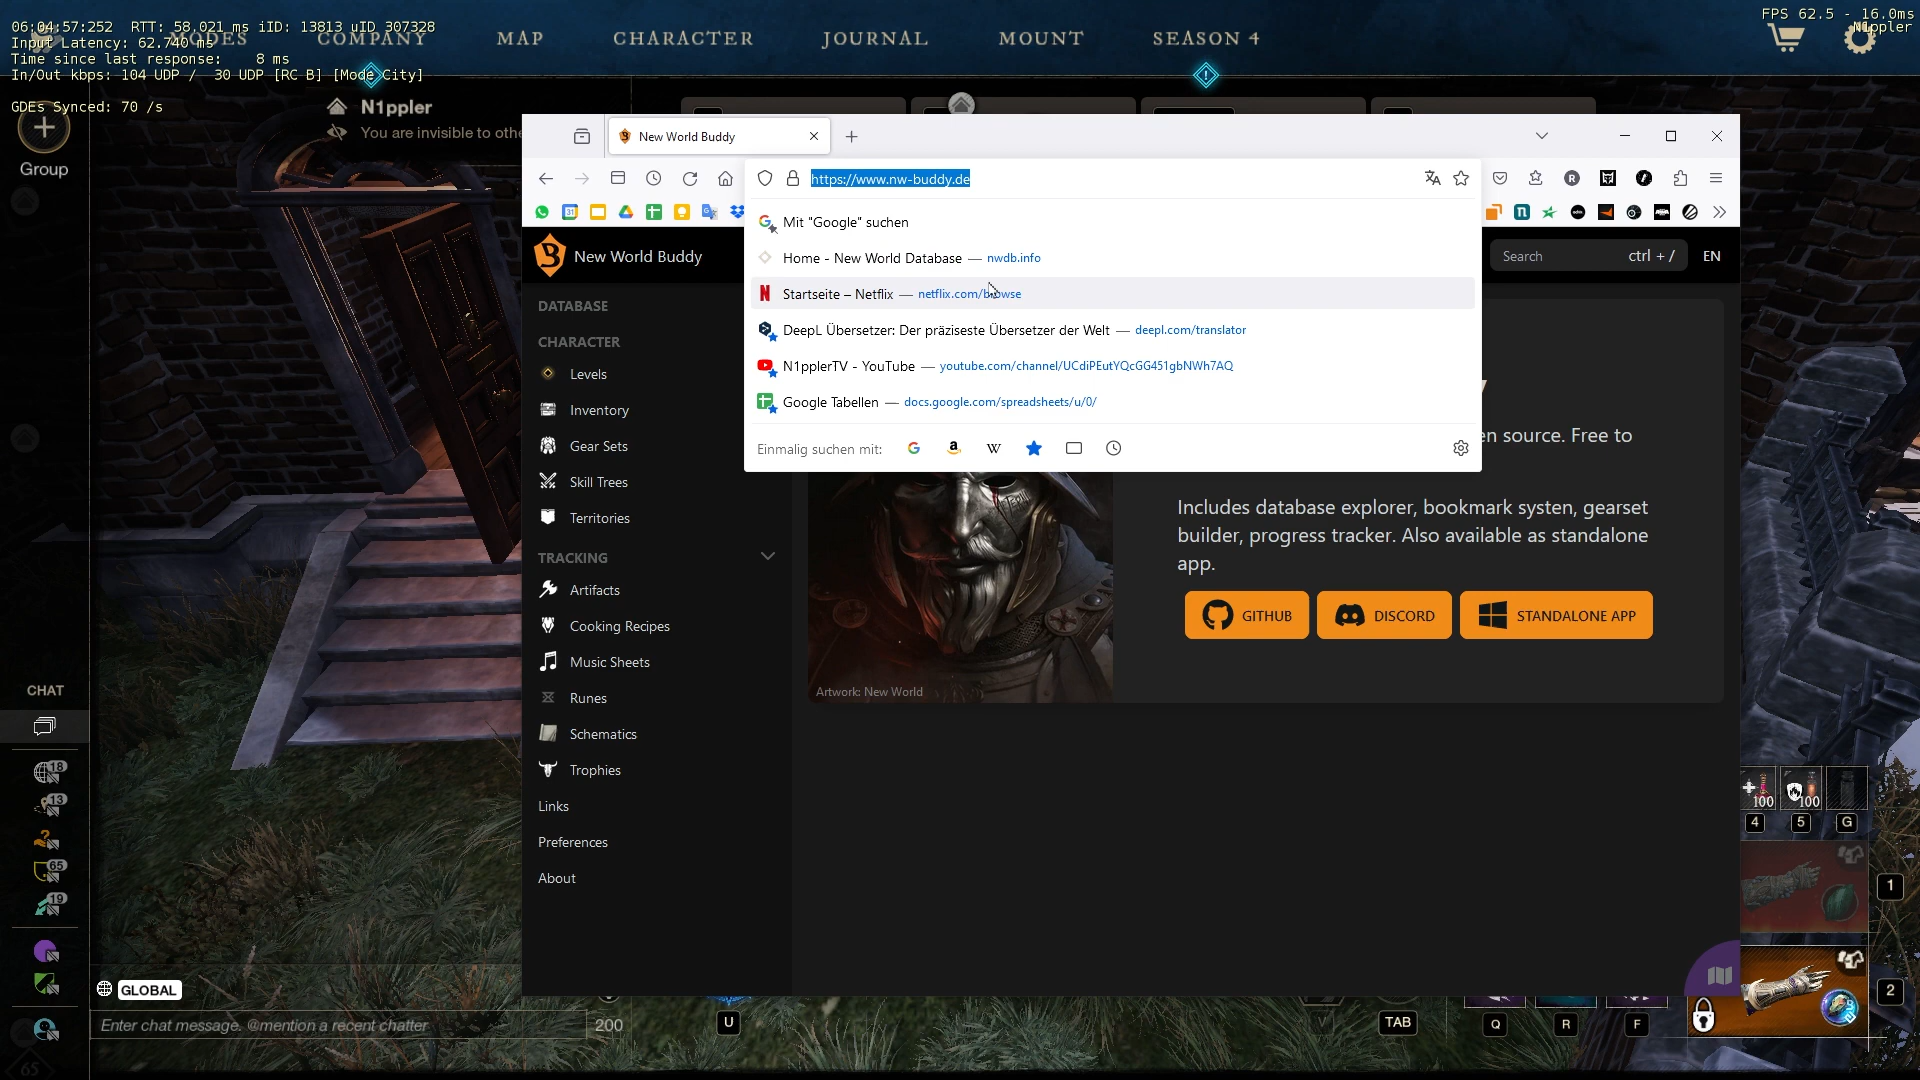 06:04:57:252 RTT: 58.021 ms iID: 13813 uID 307328
Input Latency: 62.740 ms
Time since last response: 8 ms
In/Out kbps: 104 UDP / 30 UDP [RC B] [Mode City]
GDEs Synced: 70 /s
FPS 62.5 - 16.0ms
N1ppler
MODES
COMPANY
MAP
CHARACTER
JOURNAL
MOUNT
SEASON 4
Group
N1ppler
You are invisible to othe
New World Buddy
https://www.nw-buddy.de
Mit "Google" suchen
Home - New World Database — nwdb.info
Startseite – Netflix — netflix.com/browse
DeepL Übersetzer: Der präziseste Übersetzer der Welt — deepl.com/translator
N1pplerTV - YouTube — youtube.com/channel/UCdiPEutYQcGG451gbNWh7AQ
Google Tabellen — docs.google.com/spreadsheets/u/0/
Einmalig suchen mit:
New World Buddy
Search ctrl + /
EN
DATABASE
CHARACTER
Levels
Inventory
Gear Sets
Skill Trees
Territories
TRACKING
Artifacts
Cooking Recipes
Music Sheets
Runes
Schematics
Trophies
Links
Preferences
About
en source. Free to
Includes database explorer, bookmark systen, gearset
builder, progress tracker. Also available as standalone
app.
GITHUB
DISCORD
STANDALONE APP
Artwork: New World
CHAT
18
13
65
19
GLOBAL
Enter chat message. @mention a recent chatter
200
65
U
TAB
Q
R
F
100
100
4
5
G
1
2